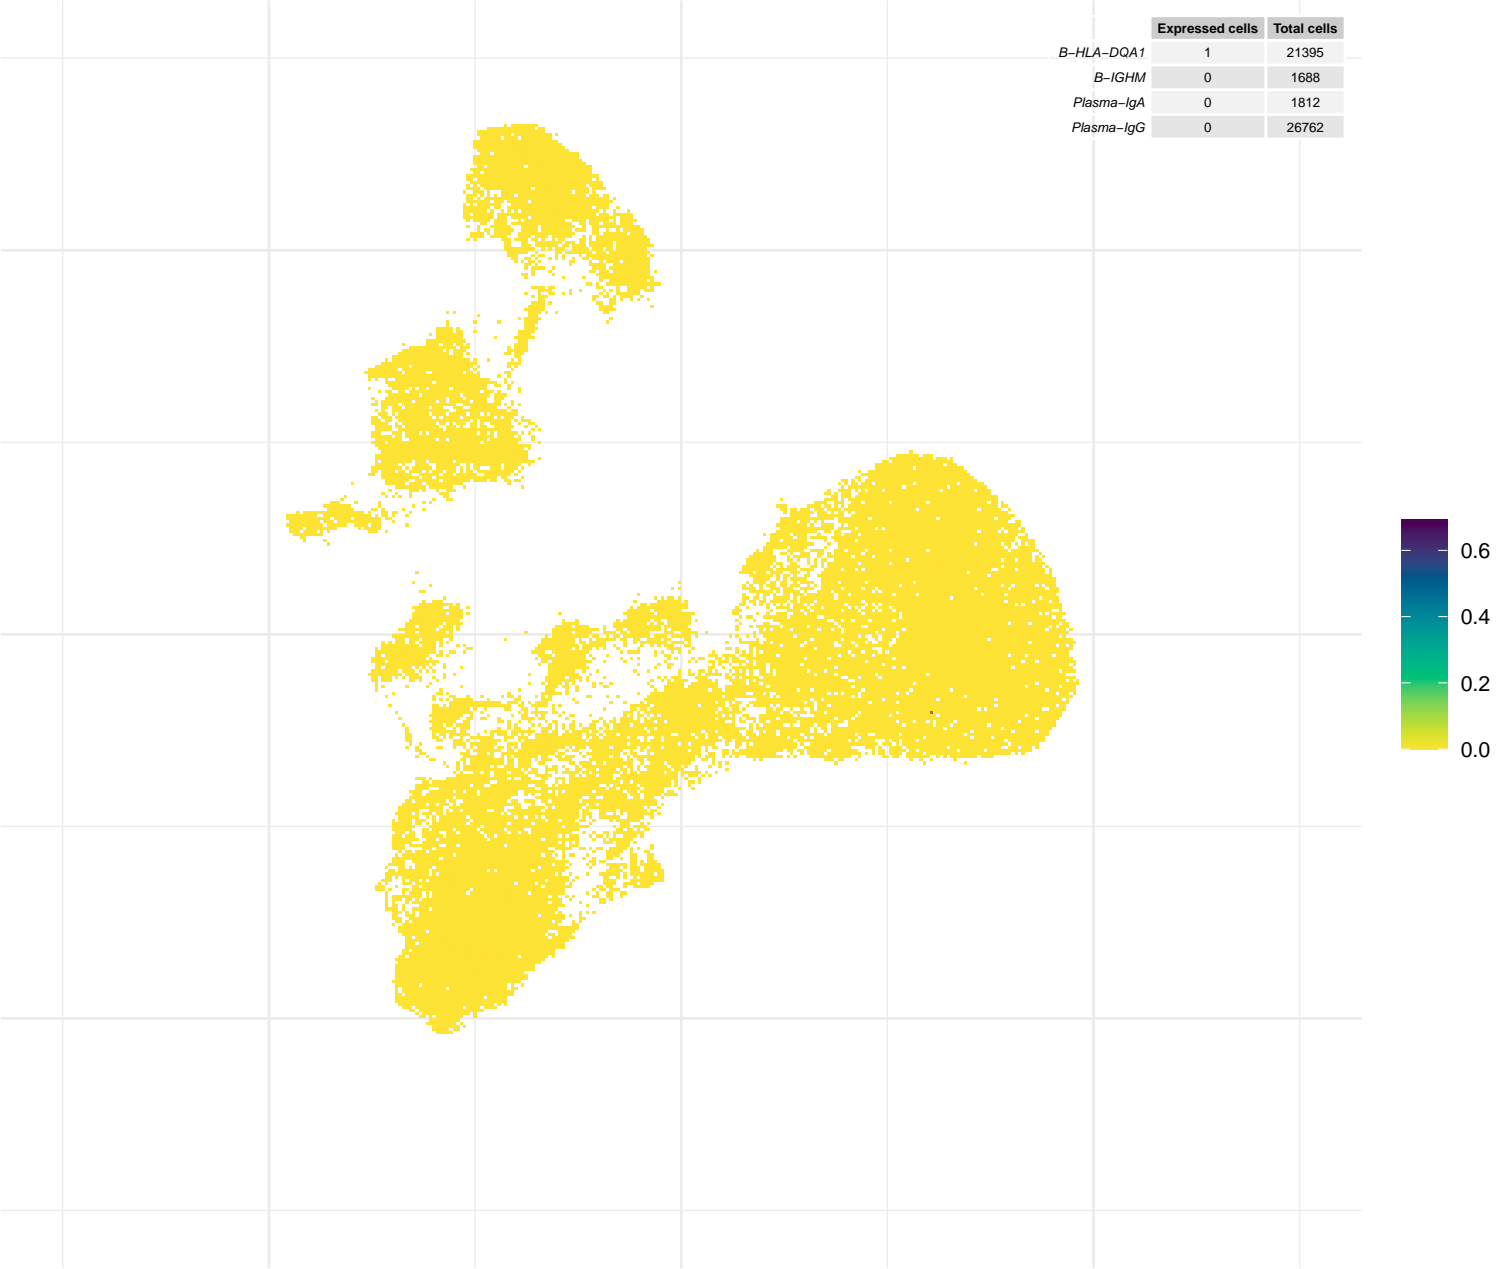 Expressed cells Total cells
B−HLA−DQA1 1 21395
B−IGHM 0 1688
Plasma−IgA 0 1812
Plasma−IgG 0 26762
0.6
0.4
0.2
0.0